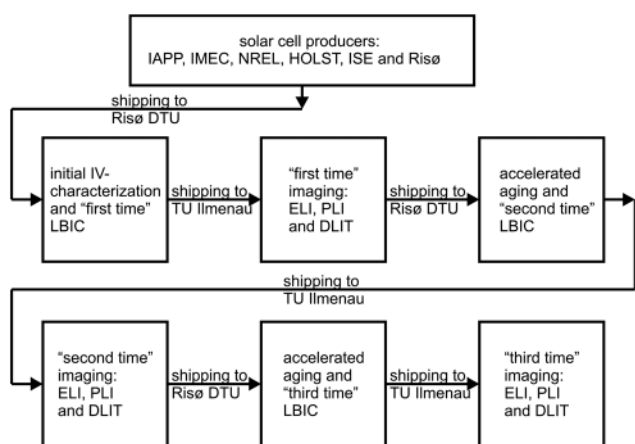 solar cell producers:
IAPP, IMEC, NREL, HOLST, ISE and Risø
shipping to
Risø DTU
initial IV-
characterization
and “first time”
LBIC
shipping to
TU Ilmenau
“first time”
imaging:
ELI, PLI
and DLIT
shipping to
Risø DTU
accelerated
aging and
“second time”
LBIC
shipping to
TU Ilmenau
“second time”
imaging:
ELI, PLI
and DLIT
shipping to
Risø DTU
accelerated
aging and
“third time”
LBIC
shipping to
TU Ilmenau
“third time”
imaging:
ELI, PLI
and DLIT